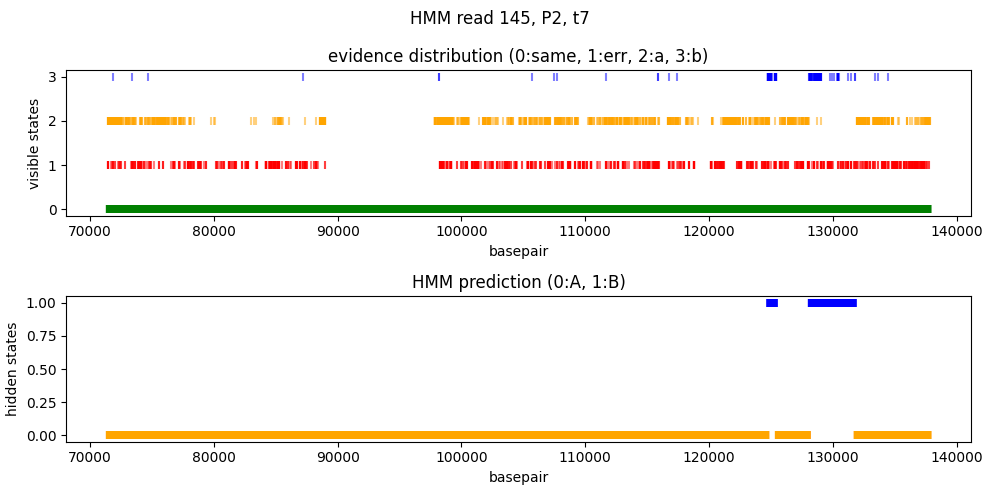 HMM read 145, P2, t7
evidence distribution (0:same, 1:err, 2:a, 3:b)
visible states
3
2
1
0
70000 80000 90000 100000 110000 120000 130000 140000
basepair
HMM prediction (0:A, 1:B)
hidden states
1.00
0.75
0.50
0.25
0.00
70000 80000 90000 100000 110000 120000 130000 140000
basepair